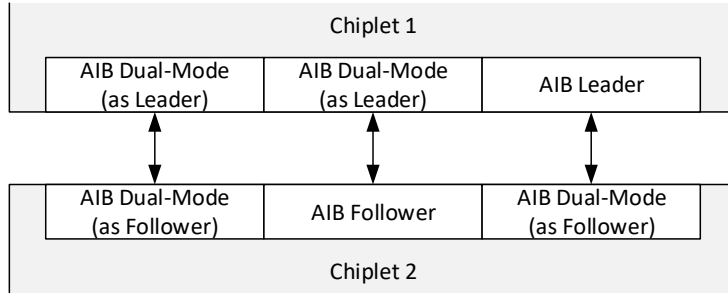 Chiplet 1
AIB Dual-Mode
(as Leader)
AIB Dual-Mode
(as Leader)
AIB Leader
AIB Dual-Mode
(as Follower)
AIB Follower
AIB Dual-Mode
(as Follower)
Chiplet 2